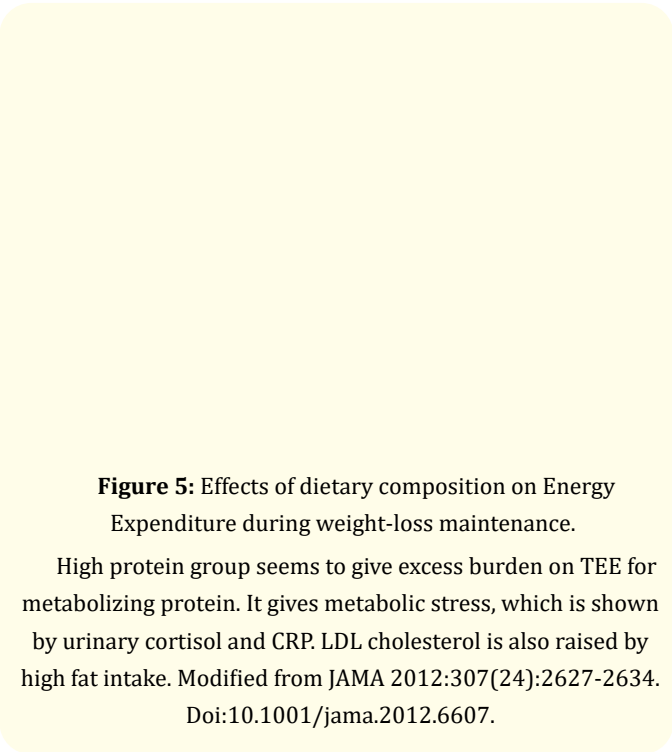 Figure 5: Effects of dietary composition on Energy
Expenditure during weight-loss maintenance.
High protein group seems to give excess burden on TEE for
metabolizing protein. It gives metabolic stress, which is shown
by urinary cortisol and CRP. LDL cholesterol is also raised by
high fat intake. Modified from JAMA 2012:307(24):2627-2634.
Doi:10.1001/jama.2012.6607.